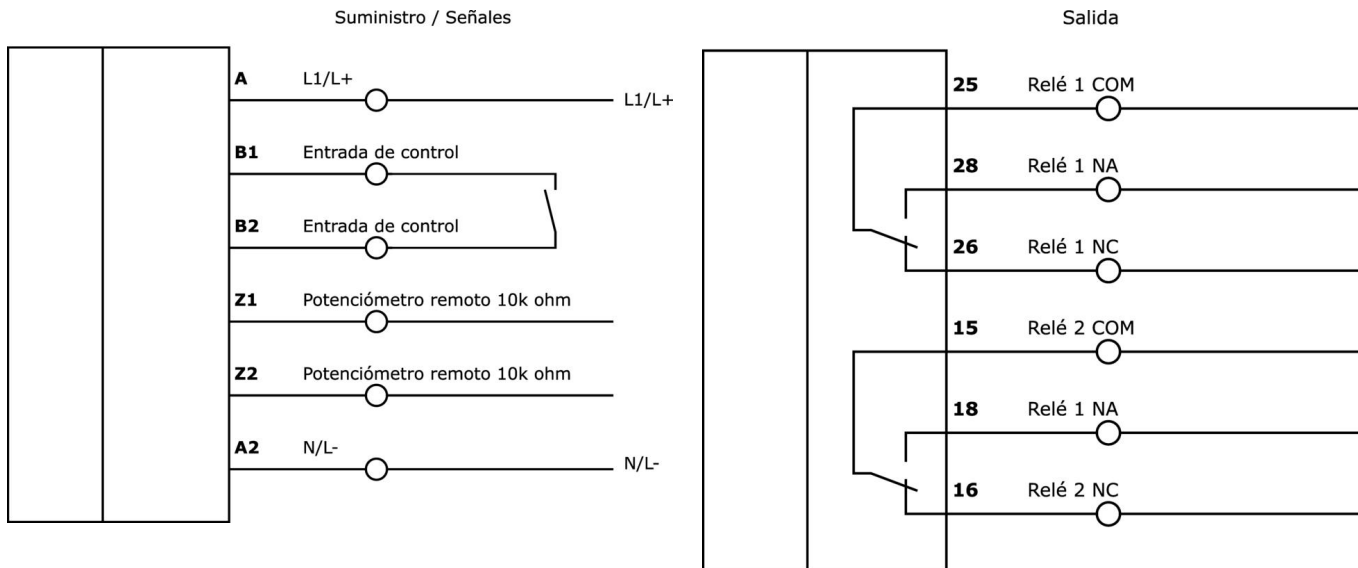 Suministro / Señales
A L1/L+
L1/L+
B1 Entrada de control
B2 Entrada de control
Z1 Potenciómetro remoto 10k ohm
Z2 Potenciómetro remoto 10k ohm
A2 N/L-
N/L-
Salida
25 Relé 1 COM
28 Relé 1 NA
26 Relé 1 NC
15 Relé 2 COM
18 Relé 1 NA
16 Relé 2 NC